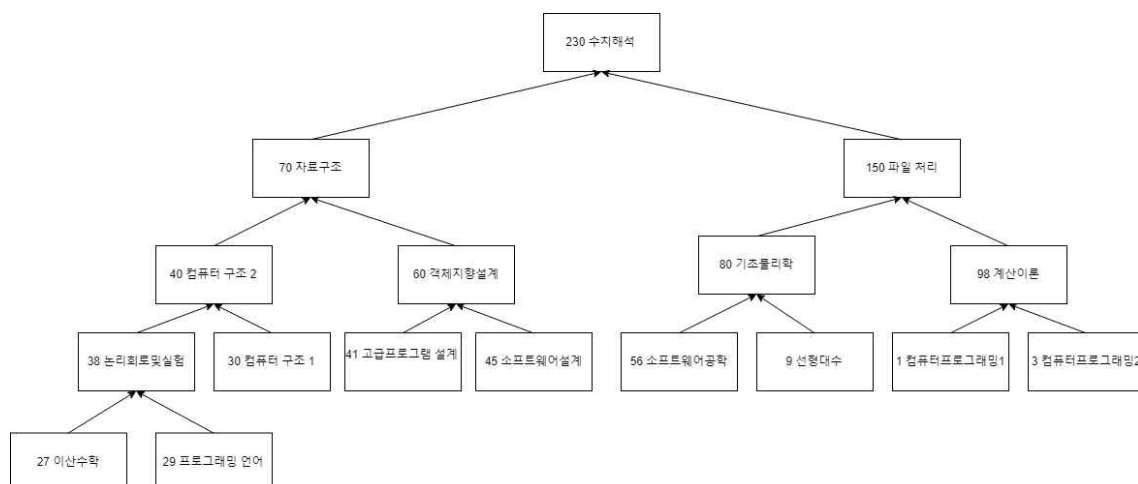 230 수치해석
70 자료구조
150 파일 처리
40 컴퓨터 구조 2
60 객체지향설계
80 기초물리학
98 계산이론
38 논리회로및실험
30 컴퓨터 구조 1
41 고급프로그램 설계
45 소프트웨어설계
56 소프트웨어공학
9 선형대수
1 컴퓨터프로그래밍1
3 컴퓨터프로그래밍2
27 이산수학
29 프로그래밍 언어